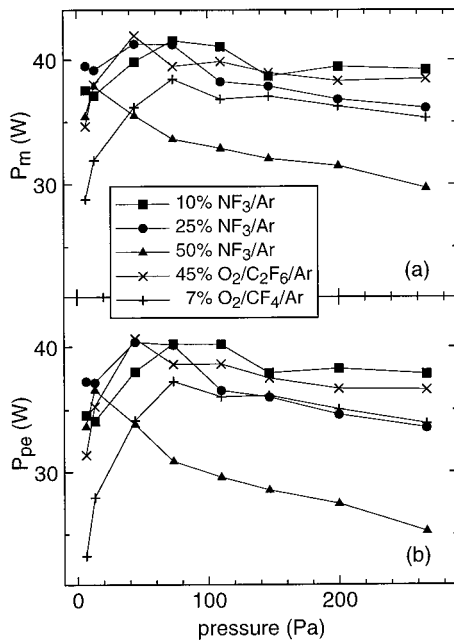 40
30
P_m (W)
10% NF₃/Ar
25% NF₃/Ar
50% NF₃/Ar
45% O₂/C₂F₆/Ar
7% O₂/CF₄/Ar
(a)
40
30
P_pe (W)
(b)
0 100 200
pressure (Pa)